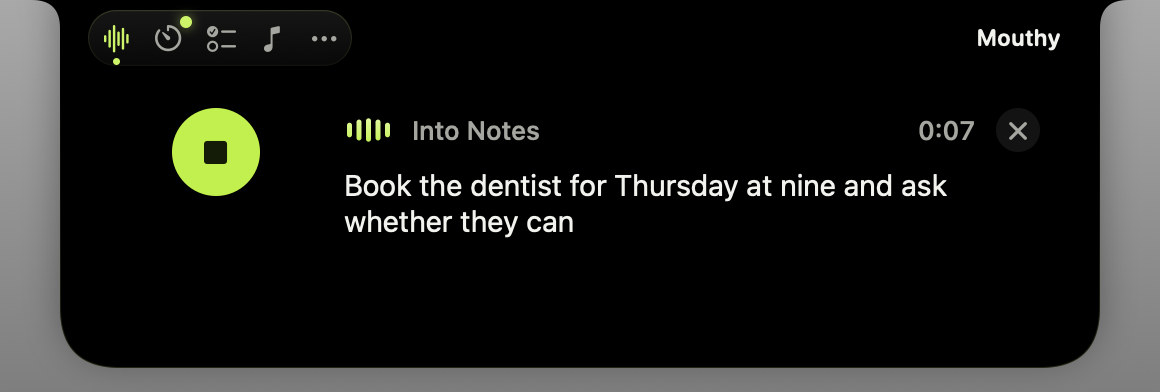 Mouthy
Into Notes 0:07
Book the dentist for Thursday at nine and ask
whether they can